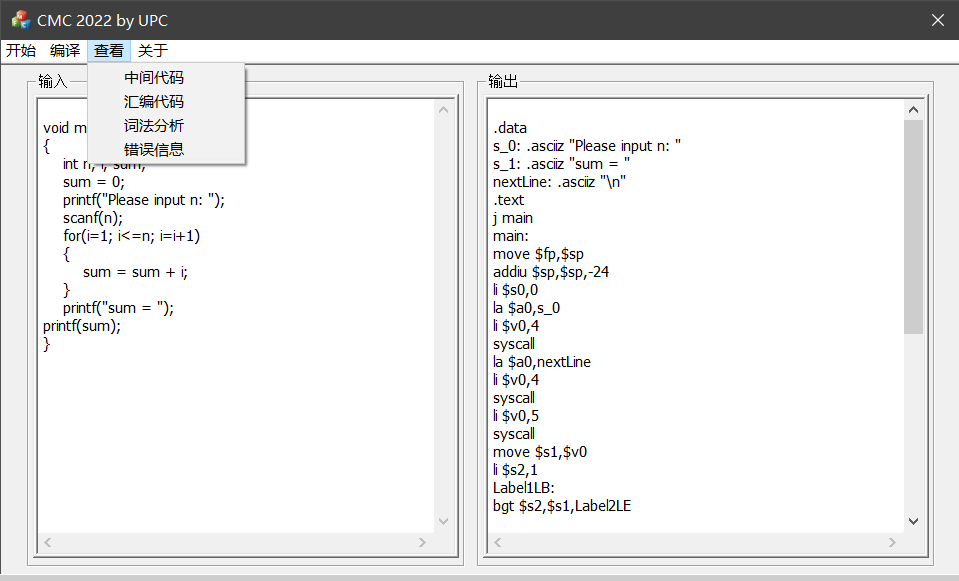 CMC 2022 by UPC
开始 编译 查看 关于
中间代码
汇编代码
词法分析
错误信息
输入
void m
{
int n, i, sum;
sum = 0;
printf("Please input n: ");
scanf(n);
for(i=1; i<=n; i=i+1)
{
sum = sum + i;
}
printf("sum = ");
printf(sum);
}
输出
.data
s_0: .asciiz "Please input n: "
s_1: .asciiz "sum = "
nextLine: .asciiz "\n"
.text
j main
main:
move $fp,$sp
addiu $sp,$sp,-24
li $s0,0
la $a0,s_0
li $v0,4
syscall
la $a0,nextLine
li $v0,4
syscall
li $v0,5
syscall
move $s1,$v0
li $s2,1
Label1LB:
bgt $s2,$s1,Label2LE